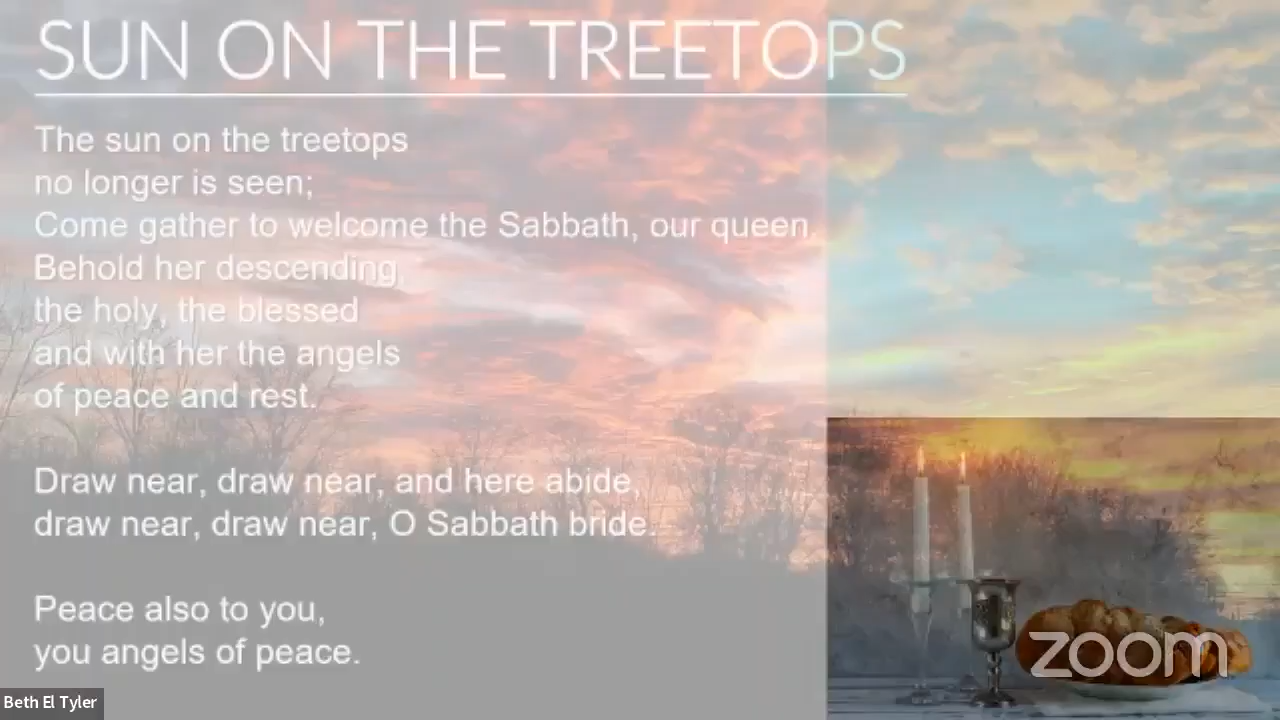 SUN ON THE TREETOPS
The sun on the treetops
no longer is seen;
Come gather to welcome the Sabbath, our queen.
Behold her descending,
the holy, the blessed
and with her the angels
of peace and rest.
Draw near, draw near, and here abide,
draw near, draw near, O Sabbath bride.
Peace also to you,
you angels of peace.
zoom
Beth El Tyler